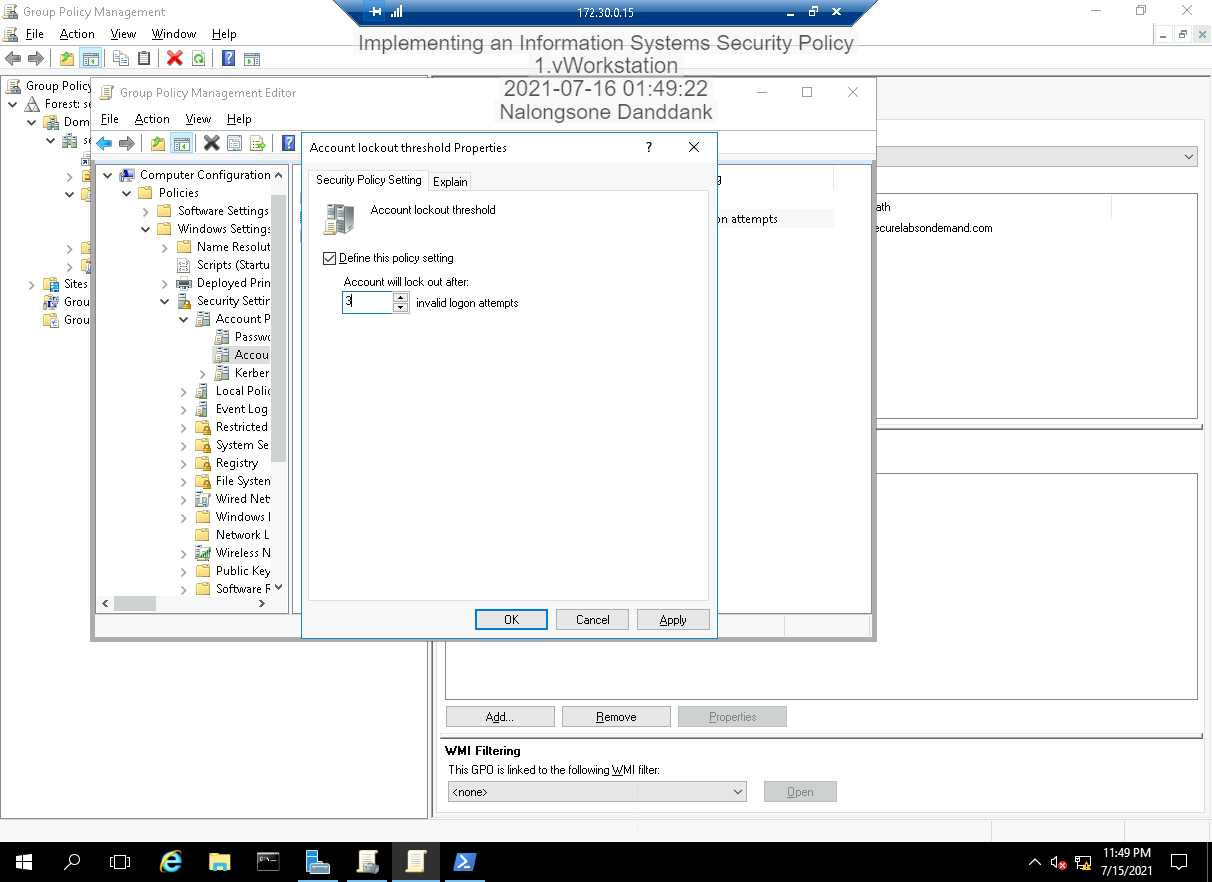 Group Policy Management
172.30.0.15
File Action View Window Help
Implementing an Information Systems Security Policy
1.vWorkstation
2021-07-16 01:49:22
Nalongsone Danddank
Group Policy
Forest: se
Dom
se
Sites
Grou
Grou
Group Policy Management Editor
File Action View Help
Computer Configuration
Policies
Software Settings
Windows Settings
Name Resolut
Scripts (Startu
Deployed Prin
Security Settin
Account P
Passwo
Accou
Kerber
Local Polic
Event Log
Restricted
System Se
Registry
File System
Wired Net
Windows
Network L
Wireless N
Public Key
Software R
Account lockout threshold Properties
?
Security Policy Setting Explain
Account lockout threshold
Define this policy setting
Account will lock out after:
3 invalid logon attempts
OK Cancel Apply
g
on attempts
ath
ecurelabsondemand.com
Add... Remove Properties
WMI Filtering
This GPO is linked to the following WMI filter:
<none> Open
11:49 PM
7/15/2021